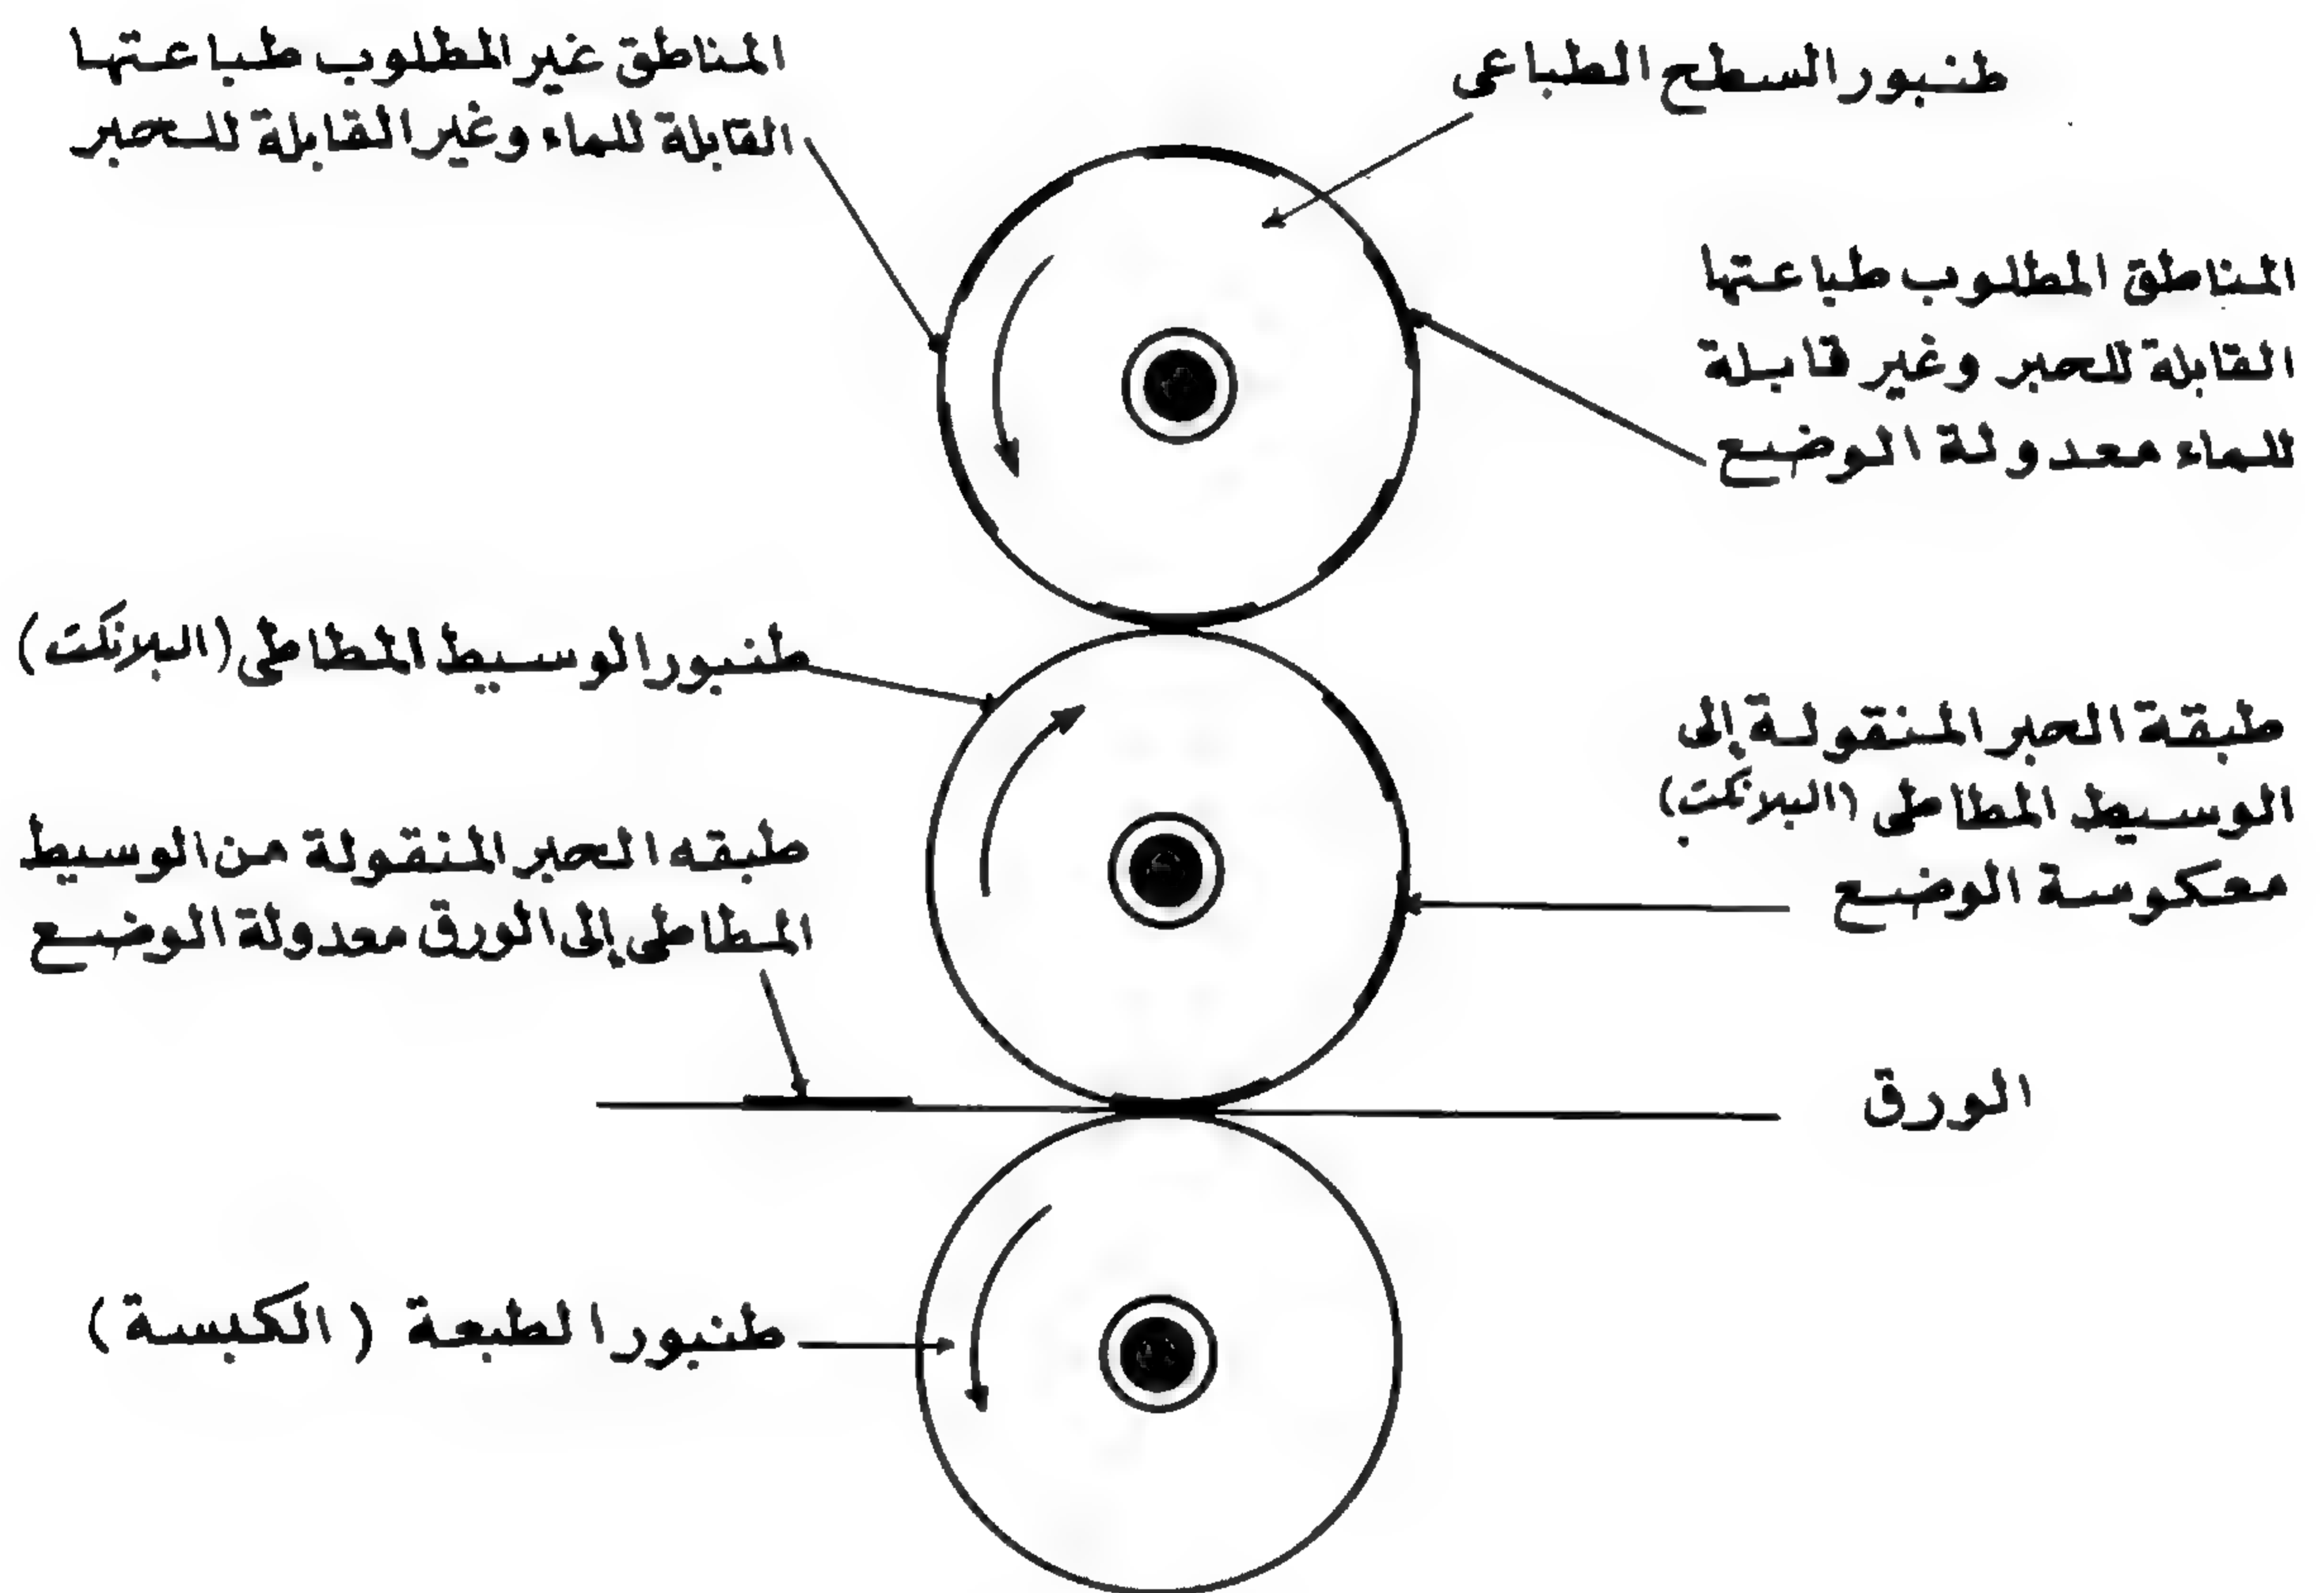 طنبور السطح الطباعى
المناطق غير المطلوب طباعتها
القابلة للماء وغير القابلة للحبر
المناطق المطلوب طباعتها
القابلة للحبر وغير قابلة
للماء معدولة الوضع
طنبور الوسيط المطاطى (البلانكت)
طبقة الحبر المنقولة إلى
الوسيط المطاطى (البلانكت)
معكوسة الوضع
طبقه الحبر المنقولة من الوسيط
المطاطى إلى الورق معدولة الوضع
الورق
طنبور الطبعة (الكبسة)